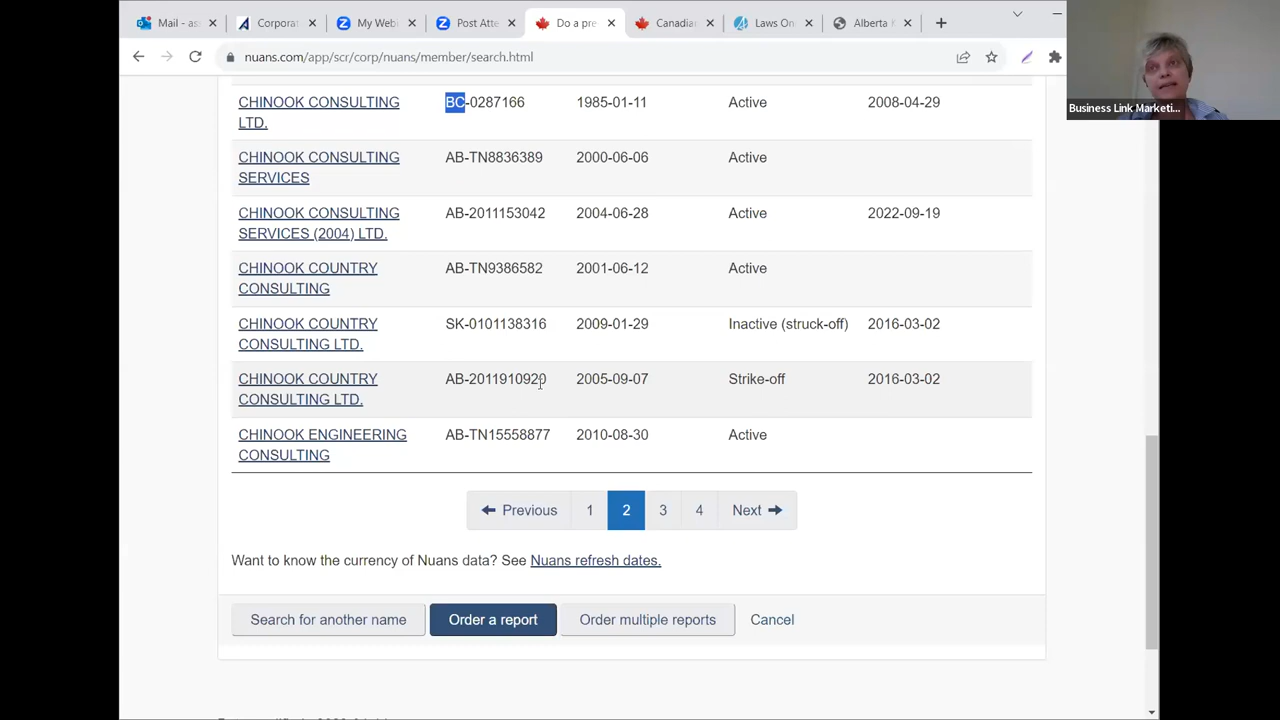 Mail - as
Corporat
My Webi
Post Atte
Do a pre
Canadia
Laws On
Alberta
nuans.com/app/scr/corp/nuans/member/search.html
Business Link Marketi...
CHINOOK CONSULTING BC-0287166 1985-01-11 Active 2008-04-29
LTD.
CHINOOK CONSULTING AB-TN8836389 2000-06-06 Active
SERVICES
CHINOOK CONSULTING AB-2011153042 2004-06-28 Active 2022-09-19
SERVICES (2004) LTD.
CHINOOK COUNTRY AB-TN9386582 2001-06-12 Active
CONSULTING
CHINOOK COUNTRY SK-0101138316 2009-01-29 Inactive (struck-off) 2016-03-02
CONSULTING LTD.
CHINOOK COUNTRY AB-2011910920 2005-09-07 Strike-off 2016-03-02
CONSULTING LTD.
CHINOOK ENGINEERING AB-TN15558877 2010-08-30 Active
CONSULTING
Previous 1 2 3 4 Next
Want to know the currency of Nuans data? See Nuans refresh dates.
Search for another name Order a report Order multiple reports Cancel